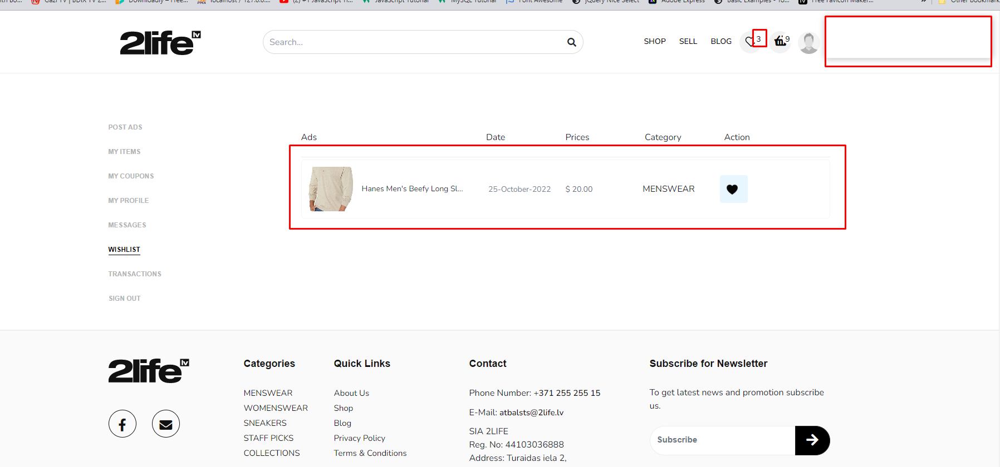 Gazi TV | BDIX TV 2...
Downloadly – Free...
PMA
localhost / 127.0.0....
(2) #1 JavaScript Ti...
JavaScript Tutorial
MySQL Tutorial
Font Awesome
jQuery Nice Select
Adobe Express
Basic Examples - To...
Free Favicon Maker...
Other bookmark
2life lv
Search...
SHOP SELL BLOG 3 9
POST ADS
MY ITEMS
MY COUPONS
MY PROFILE
MESSAGES
WISHLIST
TRANSACTIONS
SIGN OUT
Ads Date Prices Category Action
Hanes Men's Beefy Long Sl... 25-October-2022 $ 20.00 MENSWEAR
2life lv
Categories
MENSWEAR
WOMENSWEAR
SNEAKERS
STAFF PICKS
COLLECTIONS
Quick Links
About Us
Shop
Blog
Privacy Policy
Terms & Conditions
Contact
Phone Number: +371 255 255 15
E-Mail: atbalsts@2life.lv
SIA 2LIFE
Reg. No: 44103036888
Address: Turaidas iela 2,
Subscribe for Newsletter
To get latest news and promotion subscribe
us.
Subscribe